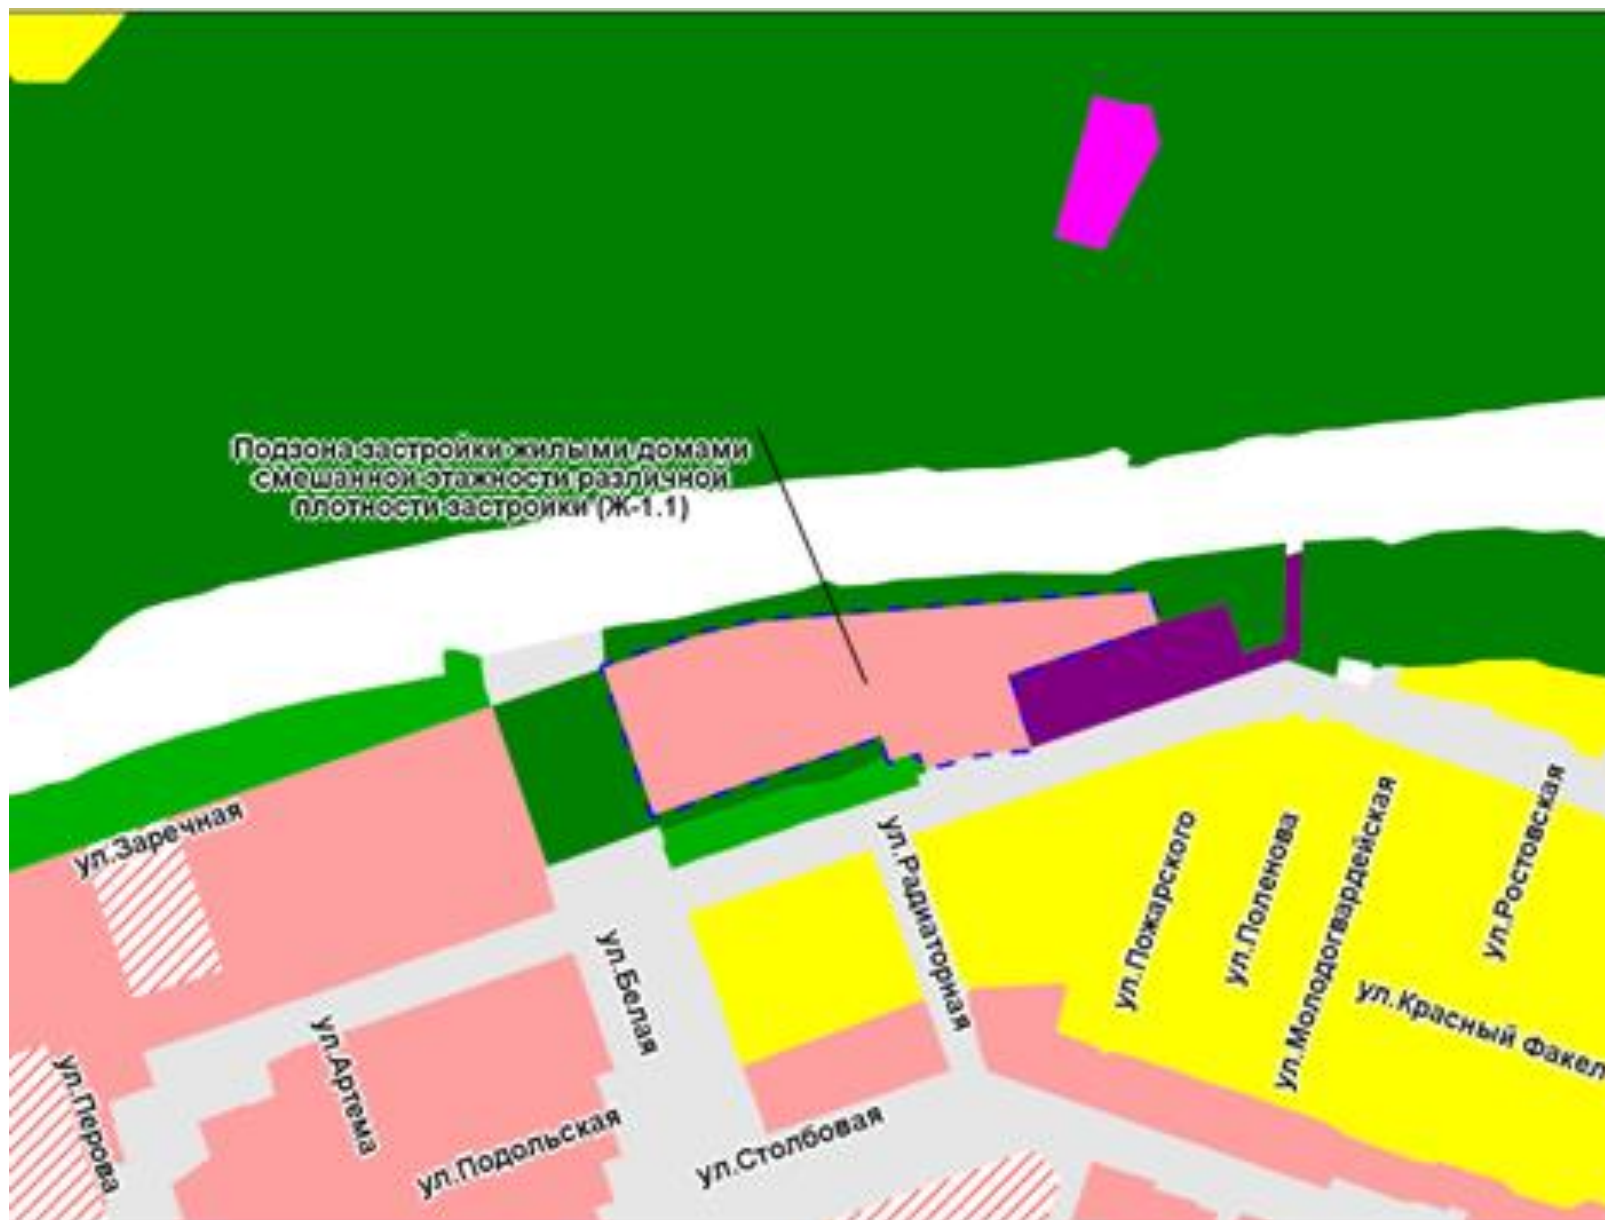 Подзона застройки жилыми домами
смешанной этажности различной
плотности застройки (Ж-1.1)
ул.Заречная
ул.Радиаторная
ул.Пожарского
ул.Поленова
ул.Молодогвардейская
ул.Ростовская
ул.Белая
ул.Красный Факел
ул.Артема
ул.Перова
ул.Подольская
ул.Столбовая